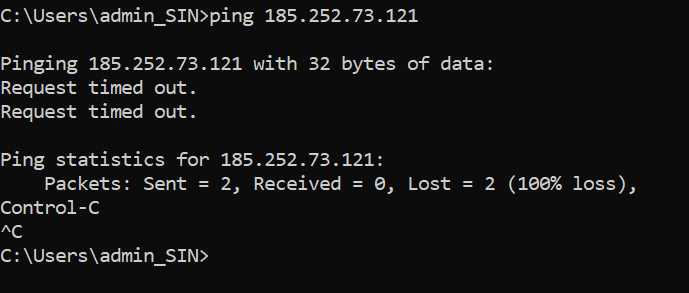 C:\Users\admin_SIN>ping 185.252.73.121
Pinging 185.252.73.121 with 32 bytes of data:
Request timed out.
Request timed out.
Ping statistics for 185.252.73.121:
    Packets: Sent = 2, Received = 0, Lost = 2 (100% loss),
Control-C
^C
C:\Users\admin_SIN>